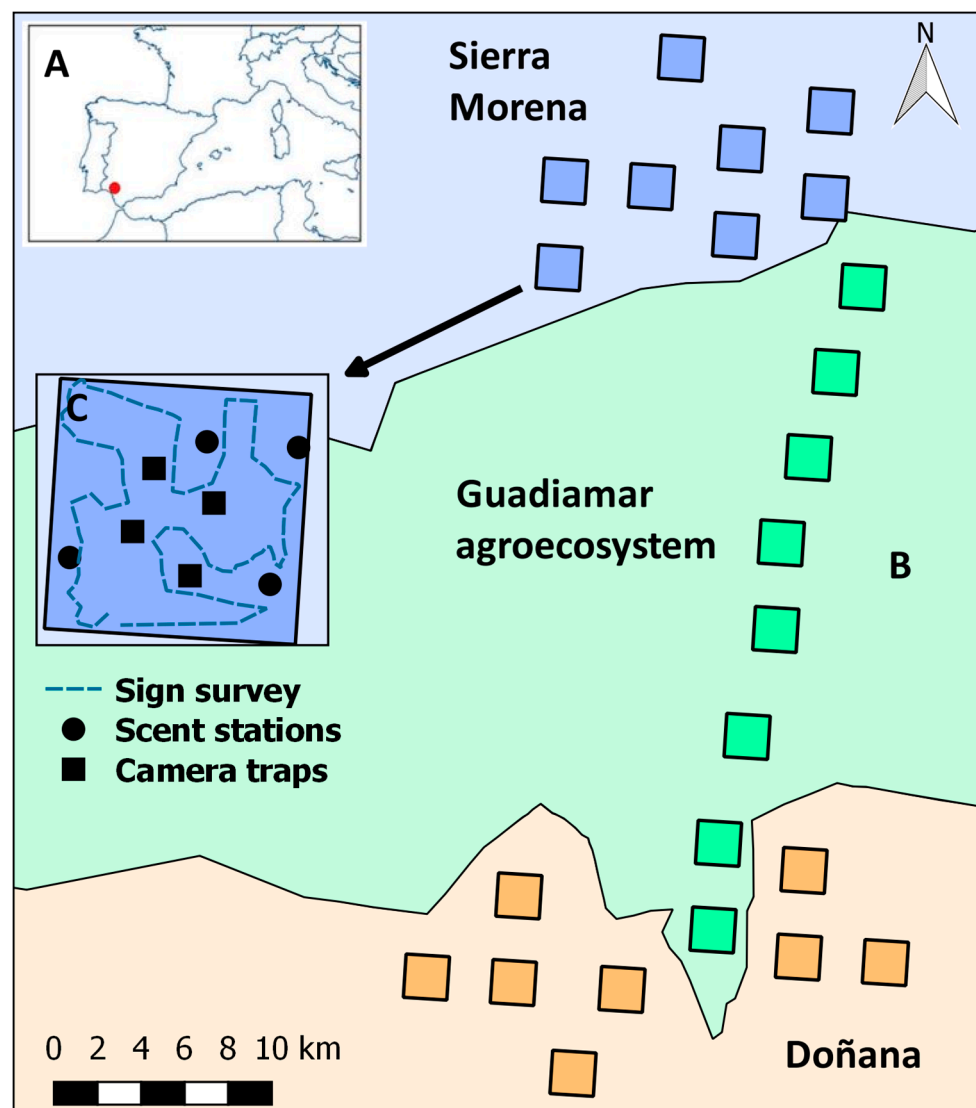 A
Sierra
Morena
N
C
Guadiamar
agroecosystem
B
Sign survey
Scent stations
Camera traps
0 2 4 6 8 10 km
Doñana